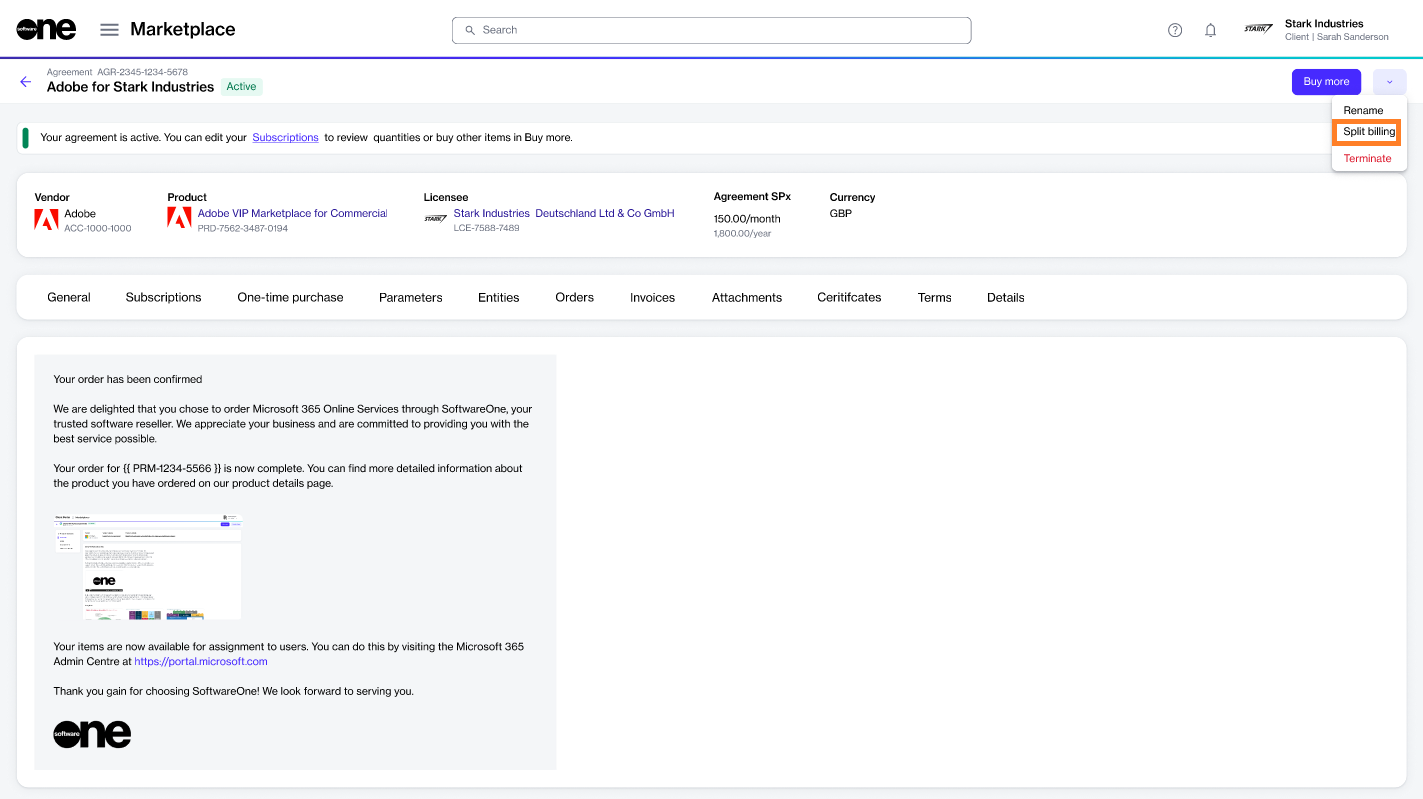 software one
Marketplace
Search
Stark Industries
Client | Sarah Sanderson
STARK
Agreement AGR-2345-1234-5678
Adobe for Stark Industries Active
Buy more
Rename
Split billing
Terminate
Your agreement is active. You can edit your Subscriptions to review quantities or buy other items in Buy more.
Vendor
Adobe
ACC-1000-1000
Product
Adobe VIP Marketplace for Commercial
PRD-7562-3487-0194
Licensee
STARK
Stark Industries Deutschland Ltd & Co GmbH
LCE-7588-7489
Agreement SPx
150.00/month
1,800.00/year
Currency
GBP
General Subscriptions One-time purchase Parameters Entities Orders Invoices Attachments Ceritifcates Terms Details
Your order has been confirmed
We are delighted that you chose to order Microsoft 365 Online Services through SoftwareOne, your
trusted software reseller. We appreciate your business and are committed to providing you with the
best service possible.
Your order for {{ PRM-1234-5566 }} is now complete. You can find more detailed information about
the product you have ordered on our product details page.
one
Your items are now available for assignment to users. You can do this by visiting the Microsoft 365
Admin Centre at https://portal.microsoft.com
Thank you gain for choosing SoftwareOne! We look forward to serving you.
software one